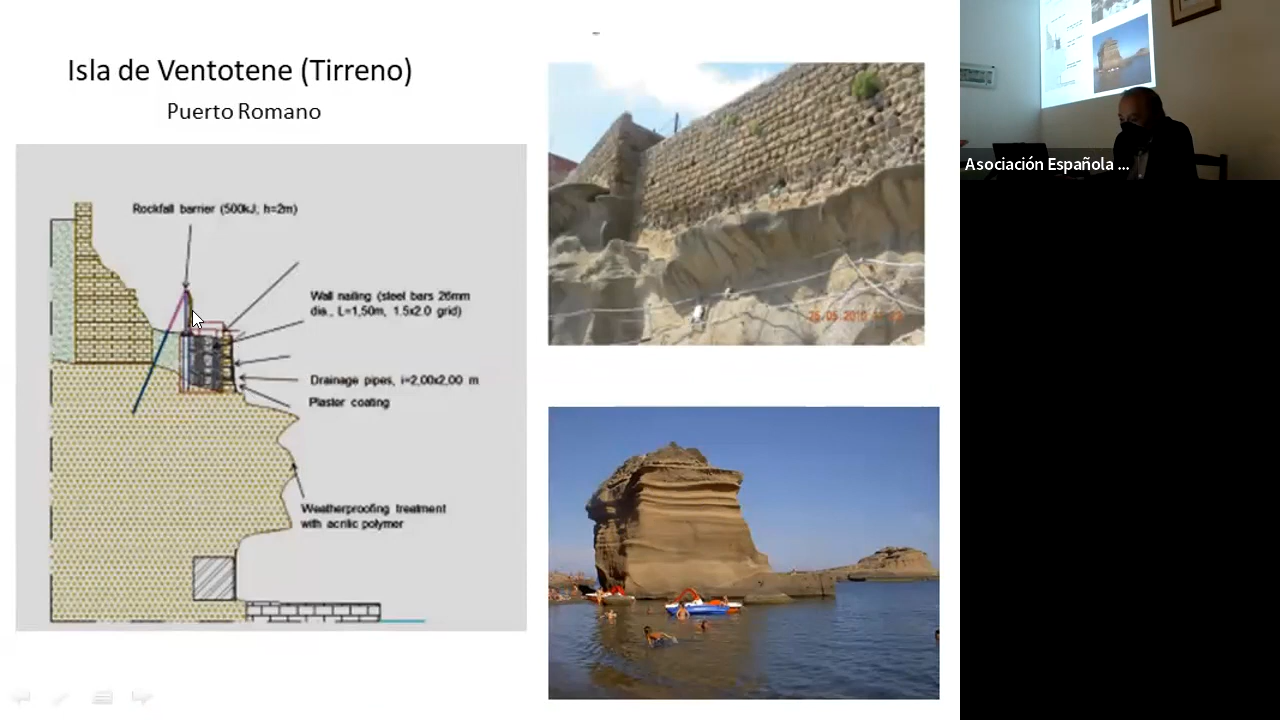 Isla de Ventotene (Tirreno)
Puerto Romano
Rockfall barrier (500kJ; h=2m)
Wall nailing (steel bars 26mm
dia., L=1,50m, 1.5x2.0 grid)
Drainage pipes, i=2,00x2,00 m
Plaster coating
Weatherproofing treatment
with acrilic polymer
Asociación Española ...